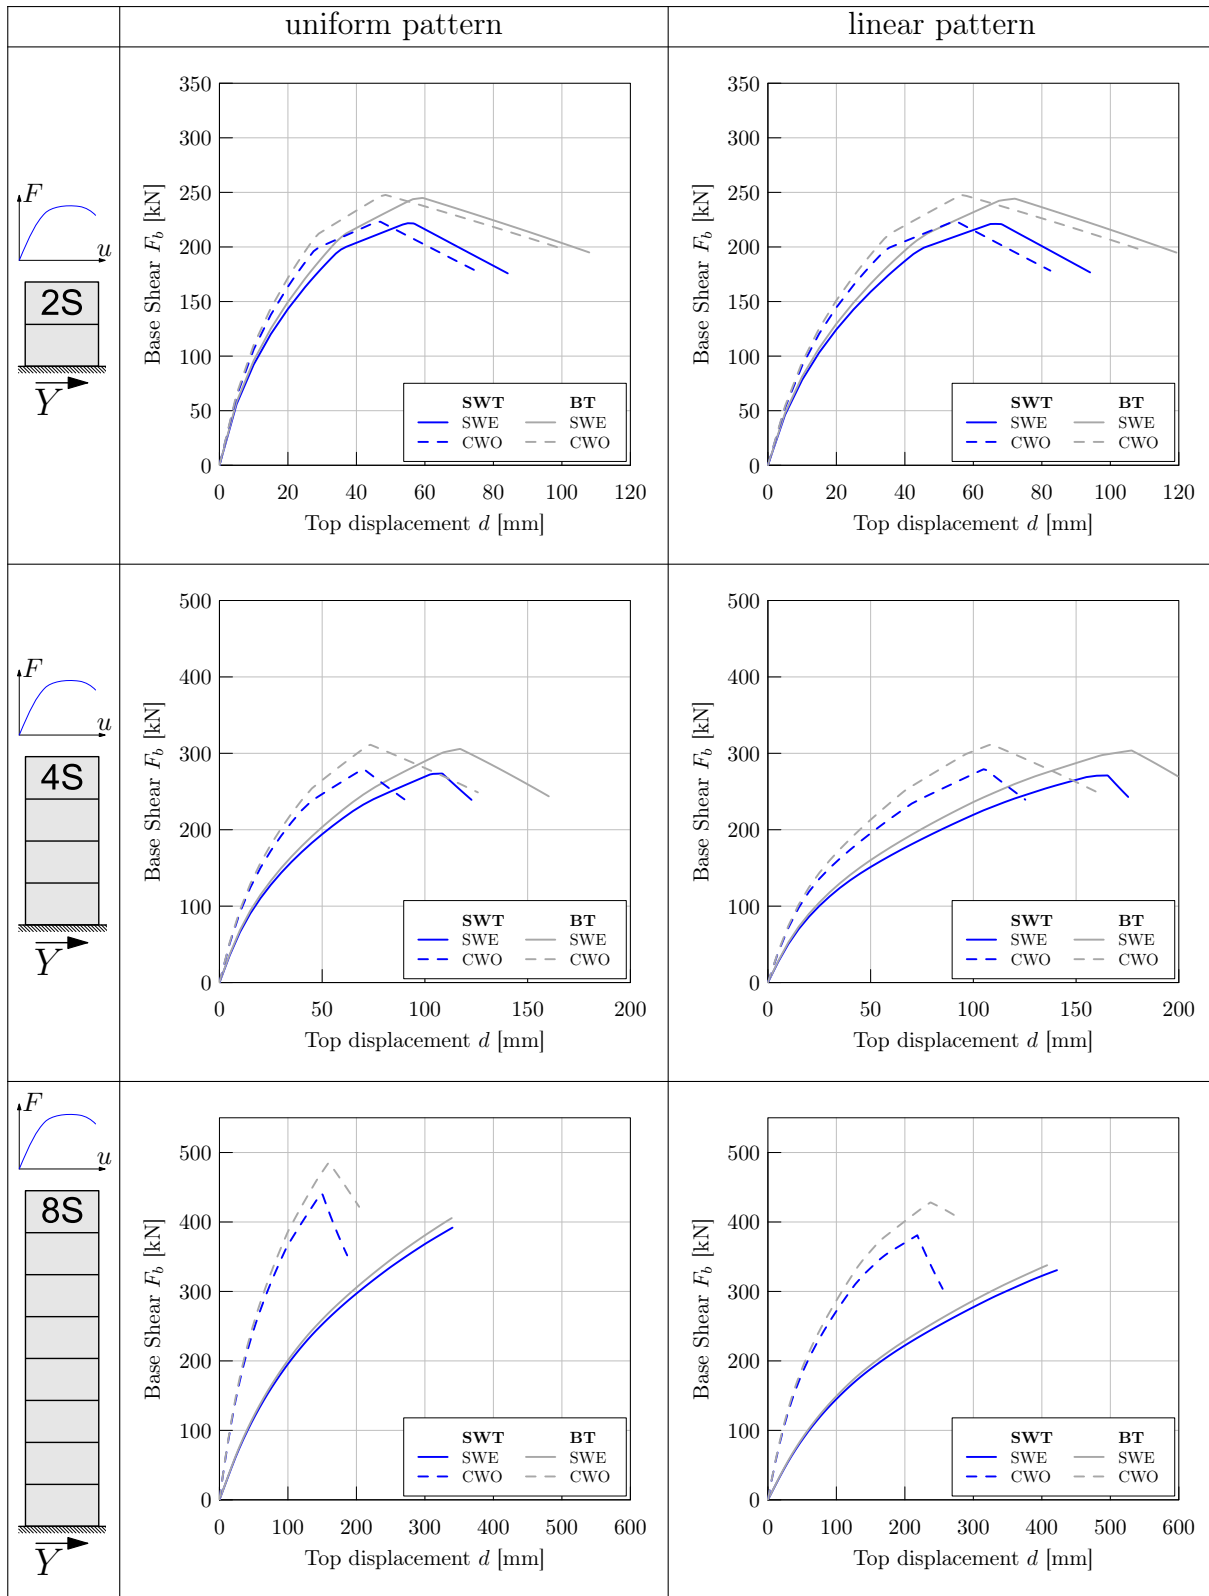 uniform pattern linear pattern
F
u
2S
Y
350
300
250
200
150
100
50
0
Base Shear F_b [kN]
SWT BT
SWE SWE
CWO CWO
0 20 40 60 80 100 120
Top displacement d [mm]
350
300
250
200
150
100
50
0
Base Shear F_b [kN]
SWT BT
SWE SWE
CWO CWO
0 20 40 60 80 100 120
Top displacement d [mm]
F
u
4S
Y
500
400
300
200
100
0
Base Shear F_b [kN]
SWT BT
SWE SWE
CWO CWO
0 50 100 150 200
Top displacement d [mm]
500
400
300
200
100
0
Base Shear F_b [kN]
SWT BT
SWE SWE
CWO CWO
0 50 100 150 200
Top displacement d [mm]
F
u
8S
Y
500
400
300
200
100
0
Base Shear F_b [kN]
SWT BT
SWE SWE
CWO CWO
0 100 200 300 400 500 600
Top displacement d [mm]
500
400
300
200
100
0
Base Shear F_b [kN]
SWT BT
SWE SWE
CWO CWO
0 100 200 300 400 500 600
Top displacement d [mm]